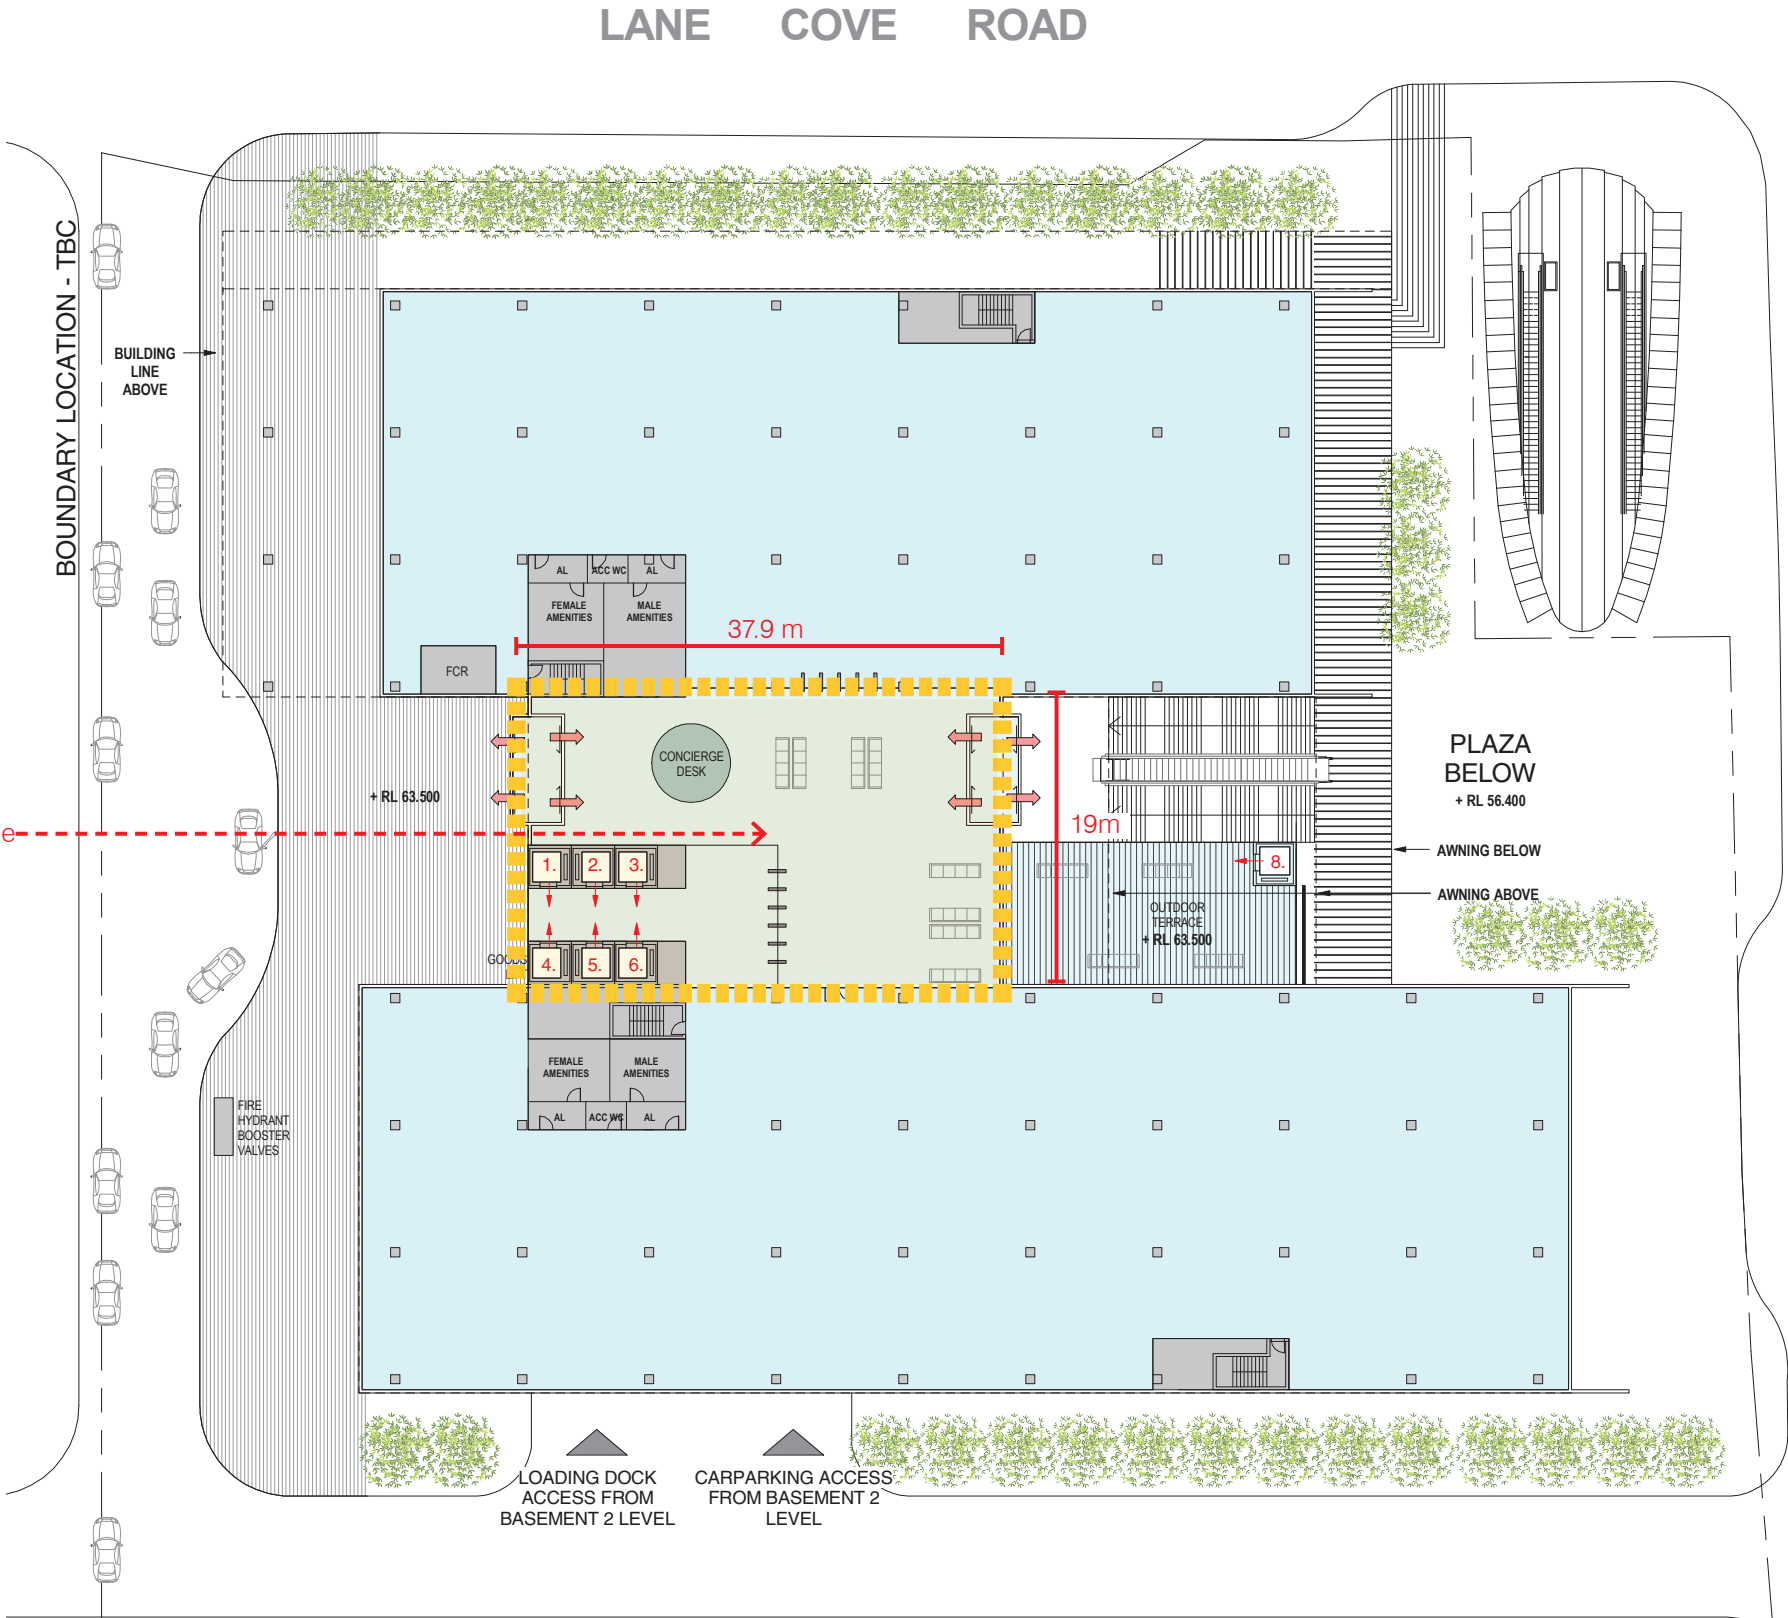 LANE COVE ROAD
BOUNDARY LOCATION - TBC
BUILDING
LINE
ABOVE
AL
ACC WC
AL
FEMALE
AMENITIES
MALE
AMENITIES
37.9 m
FCR
CONCIERGE
DESK
+ RL 63.500
e
19m
PLAZA
BELOW
+ RL 56.400
1.
2.
3.
8.
AWNING BELOW
AWNING ABOVE
OUTDOOR
TERRACE
+ RL 63.500
GOODS
4.
5.
6.
FEMALE
AMENITIES
MALE
AMENITIES
AL
ACC WC
AL
FIRE
HYDRANT
BOOSTER
VALVES
LOADING DOCK
ACCESS FROM
BASEMENT 2 LEVEL
CARPARKING ACCESS
FROM BASEMENT 2
LEVEL